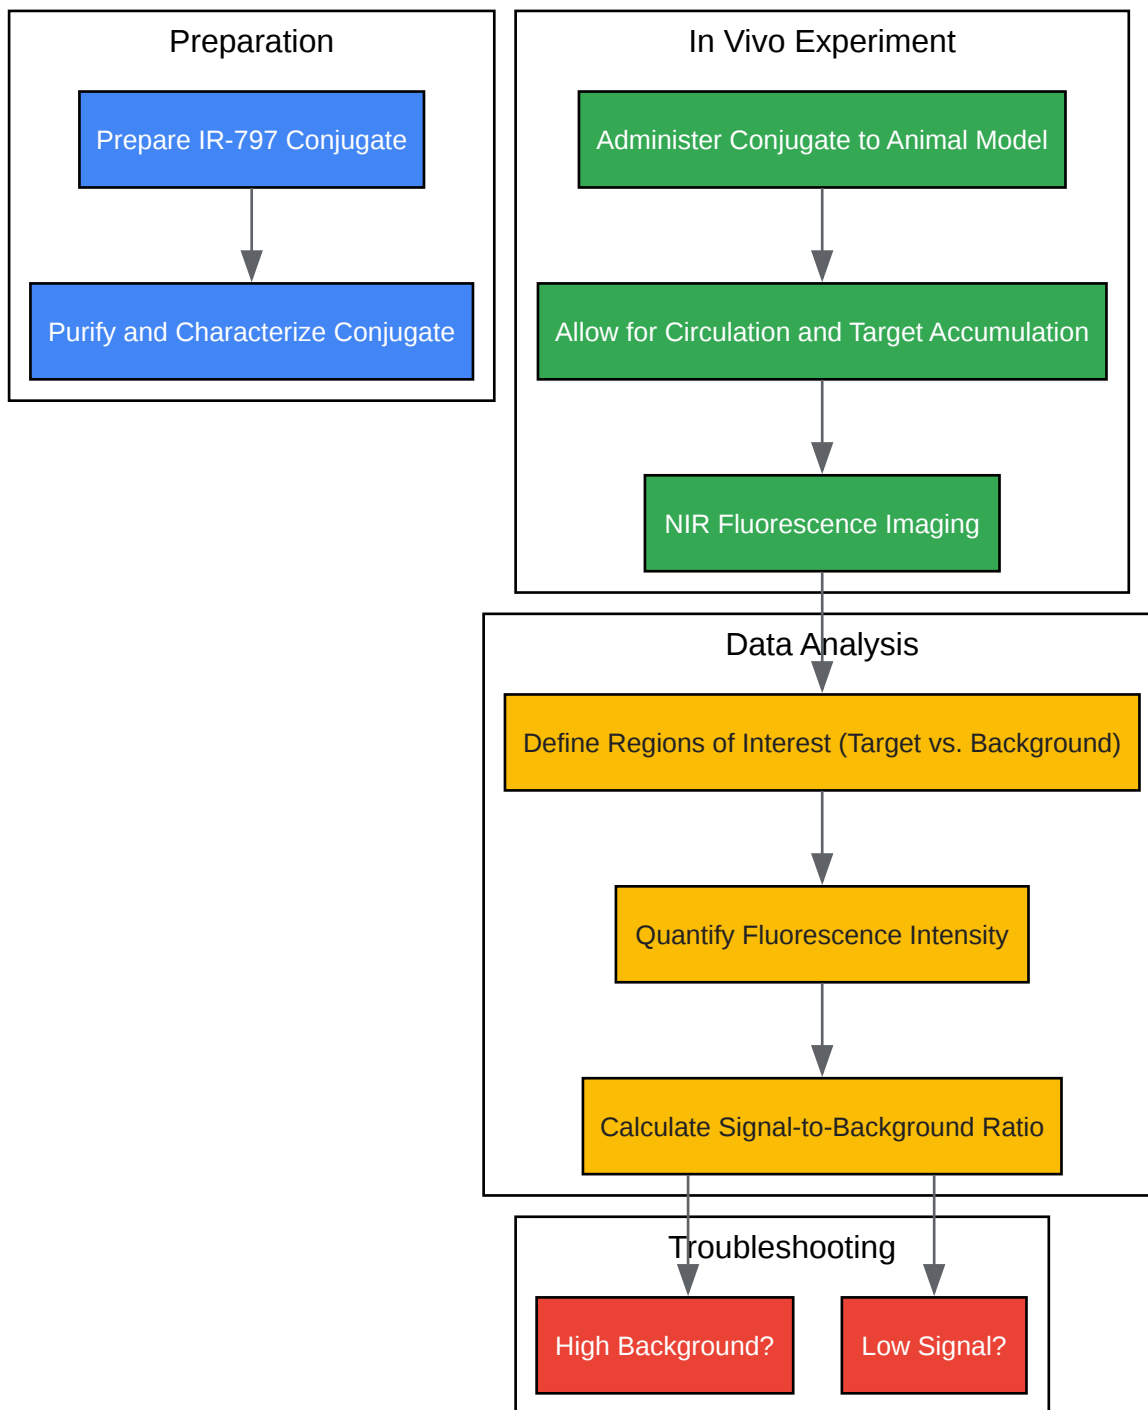 Preparation
Prepare IR-797 Conjugate
Purify and Characterize Conjugate
In Vivo Experiment
Administer Conjugate to Animal Model
Allow for Circulation and Target Accumulation
NIR Fluorescence Imaging
Data Analysis
Define Regions of Interest (Target vs. Background)
Quantify Fluorescence Intensity
Calculate Signal-to-Background Ratio
Troubleshooting
High Background?
Low Signal?